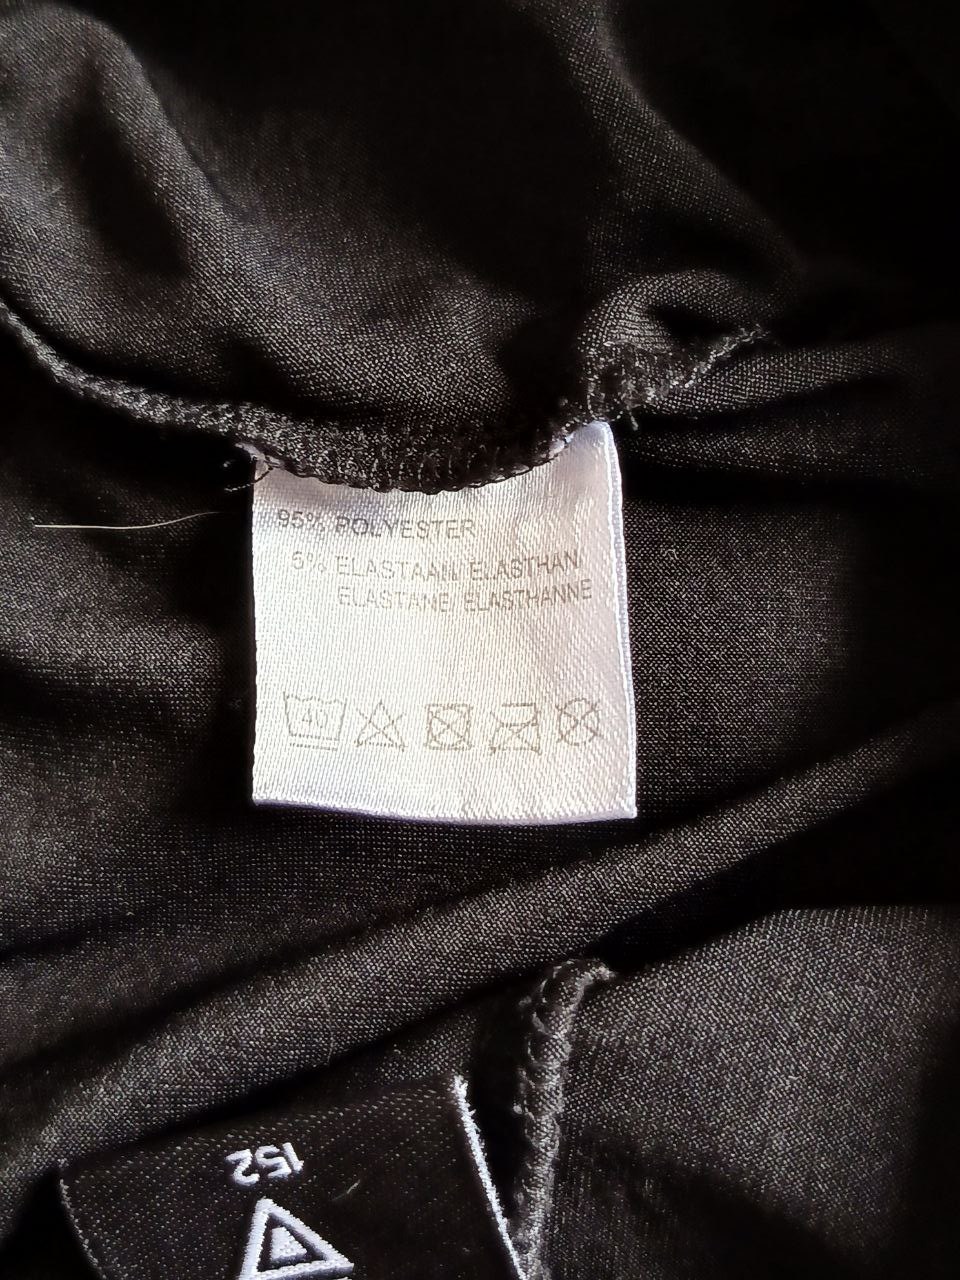 95% POLYESTER
5% ELASTAAN/ ELASTHAN
ELASTANE/ ELASTHANNE
40
152